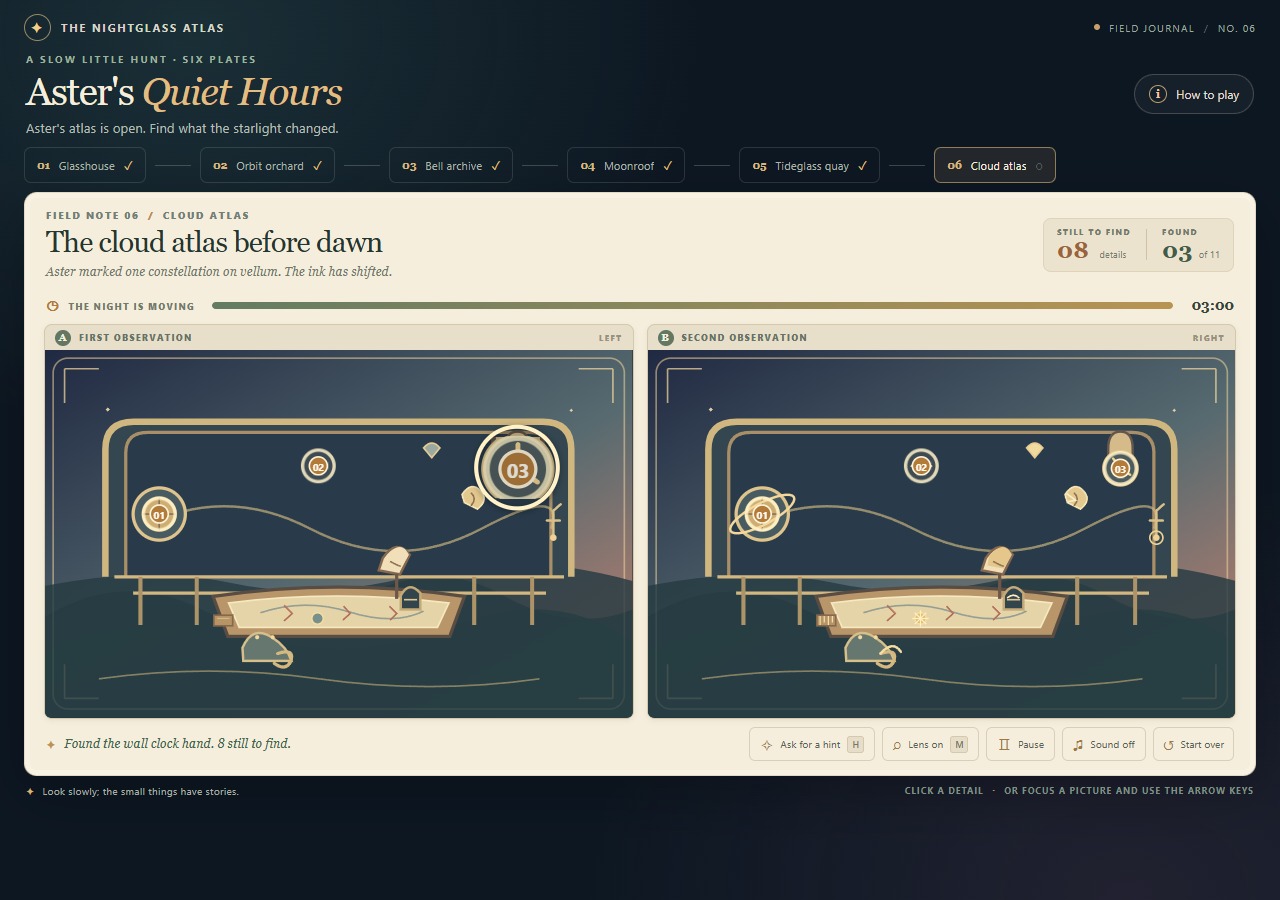 THE NIGHTGLASS ATLAS
FIELD JOURNAL / NO. 06
A SLOW LITTLE HUNT · SIX PLATES
Aster's Quiet Hours
How to play
Aster's atlas is open. Find what the starlight changed.
01 Glasshouse ✓
02 Orbit orchard ✓
03 Bell archive ✓
04 Moonroof ✓
05 Tideglass quay ✓
06 Cloud atlas
FIELD NOTE 06 / CLOUD ATLAS
The cloud atlas before dawn
Aster marked one constellation on vellum. The ink has shifted.
STILL TO FIND
08 details
FOUND
03 of 11
THE NIGHT IS MOVING
03:00
A FIRST OBSERVATION LEFT
B SECOND OBSERVATION RIGHT
02
03
01
02
03
01
Found the wall clock hand. 8 still to find.
Ask for a hint H
Lens on M
Pause
Sound off
Start over
Look slowly; the small things have stories.
CLICK A DETAIL · OR FOCUS A PICTURE AND USE THE ARROW KEYS